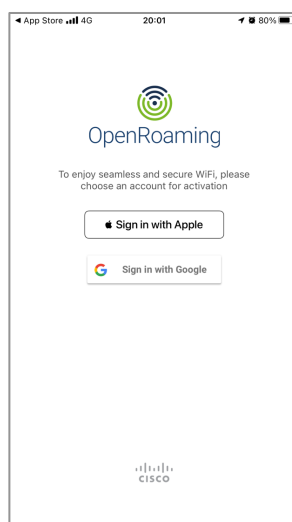 App Store 4G 20:01 80%
OpenRoaming
To enjoy seamless and secure WiFi, please
choose an account for activation
Sign in with Apple
Sign in with Google
CISCO